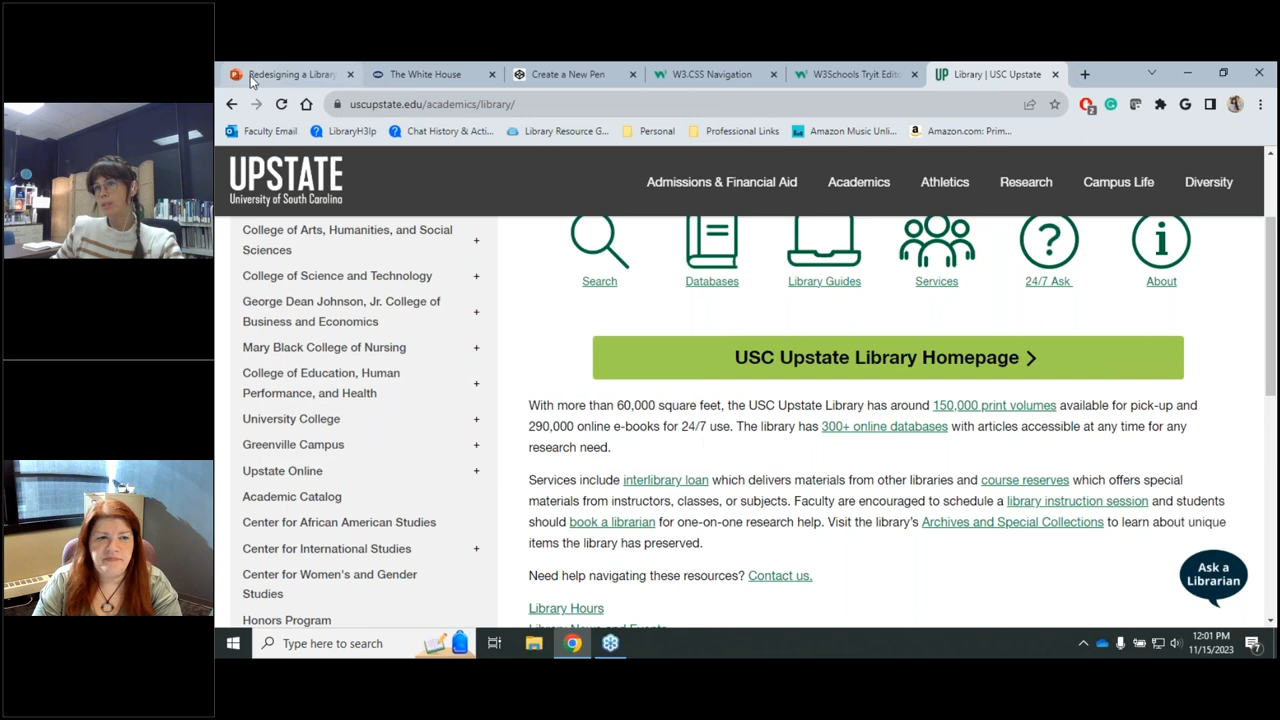 Redesigning a Library
The White House
Create a New Pen
W3.CSS Navigation
W3Schools Tryit Edit
UP Library | USC Upstate
uscupstate.edu/academics/library/
Faculty Email
LibraryH3lp
Chat History & Acti...
Library Resource G...
Personal
Professional Links
Amazon Music Unli...
Amazon.com: Prim...
UPSTATE
University of South Carolina
Admissions & Financial Aid
Academics
Athletics
Research
Campus Life
Diversity
College of Arts, Humanities, and Social
Sciences
College of Science and Technology
George Dean Johnson, Jr. College of
Business and Economics
Mary Black College of Nursing
College of Education, Human
Performance, and Health
University College
Greenville Campus
Upstate Online
Academic Catalog
Center for African American Studies
Center for International Studies
Center for Women's and Gender
Studies
Honors Program
Search
Databases
Library Guides
Services
24/7 Ask
About
USC Upstate Library Homepage >
With more than 60,000 square feet, the USC Upstate Library has around 150,000 print volumes available for pick-up and
290,000 online e-books for 24/7 use. The library has 300+ online databases with articles accessible at any time for any
research need.
Services include interlibrary loan which delivers materials from other libraries and course reserves which offers special
materials from instructors, classes, or subjects. Faculty are encouraged to schedule a library instruction session and students
should book a librarian for one-on-one research help. Visit the library's Archives and Special Collections to learn about unique
items the library has preserved.
Need help navigating these resources? Contact us.
Library Hours
Library News and Events
Ask a
Librarian
Type here to search
12:01 PM
11/15/2023